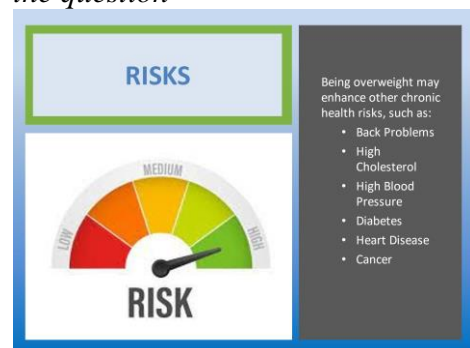 the question
RISKS
LOW
MEDIUM
HIGH
RISK
Being overweight may
enhance other chronic
health risks, such as:
• Back Problems
• High
Cholesterol
• High Blood
Pressure
• Diabetes
• Heart Disease
• Cancer